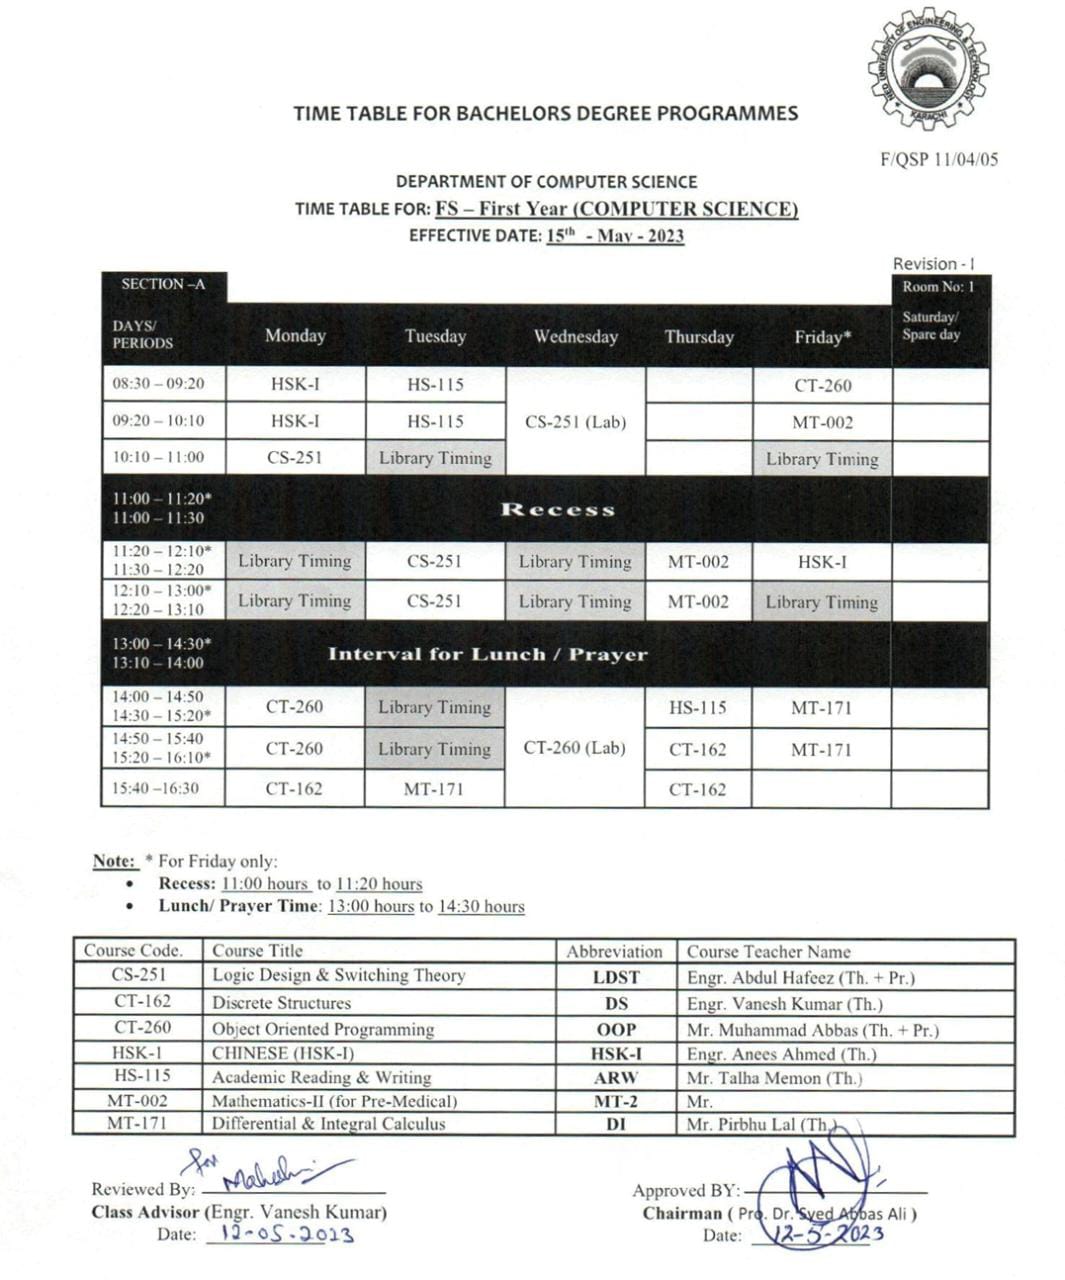 NED UNIVERSITY OF ENGINEERING & TECHNOLOGY
KARACHI
TIME TABLE FOR BACHELORS DEGREE PROGRAMMES
F/QSP 11/04/05
DEPARTMENT OF COMPUTER SCIENCE
TIME TABLE FOR: FS – First Year (COMPUTER SCIENCE)
EFFECTIVE DATE: 15th - May - 2023
Revision - I
SECTION –A Room No: 1
DAYS/ PERIODS Monday Tuesday Wednesday Thursday Friday* Saturday/ Spare day
08:30 – 09:20 HSK-I HS-115 CT-260
09:20 – 10:10 HSK-I HS-115 CS-251 (Lab) MT-002
10:10 – 11:00 CS-251 Library Timing Library Timing
11:00 – 11:20*
11:00 – 11:30 Recess
11:20 – 12:10*
11:30 – 12:20 Library Timing CS-251 Library Timing MT-002 HSK-I
12:10 – 13:00*
12:20 – 13:10 Library Timing CS-251 Library Timing MT-002 Library Timing
13:00 – 14:30*
13:10 – 14:00 Interval for Lunch / Prayer
14:00 – 14:50
14:30 – 15:20* CT-260 Library Timing HS-115 MT-171
14:50 – 15:40
15:20 – 16:10* CT-260 Library Timing CT-260 (Lab) CT-162 MT-171
15:40 –16:30 CT-162 MT-171 CT-162
Note: * For Friday only:
• Recess: 11:00 hours to 11:20 hours
• Lunch/ Prayer Time: 13:00 hours to 14:30 hours
Course Code. Course Title Abbreviation Course Teacher Name
CS-251 Logic Design & Switching Theory LDST Engr. Abdul Hafeez (Th. + Pr.)
CT-162 Discrete Structures DS Engr. Vanesh Kumar (Th.)
CT-260 Object Oriented Programming OOP Mr. Muhammad Abbas (Th. + Pr.)
HSK-1 CHINESE (HSK-I) HSK-I Engr. Anees Ahmed (Th.)
HS-115 Academic Reading & Writing ARW Mr. Talha Memon (Th.)
MT-002 Mathematics-II (for Pre-Medical) MT-2 Mr.
MT-171 Differential & Integral Calculus DI Mr. Pirbhu Lal (Th.)
for
Reviewed By: Approved BY:
Class Advisor (Engr. Vanesh Kumar) Chairman ( Pro. Dr. Syed Abbas Ali )
Date: 12-05-2023 Date: 12-5-2023